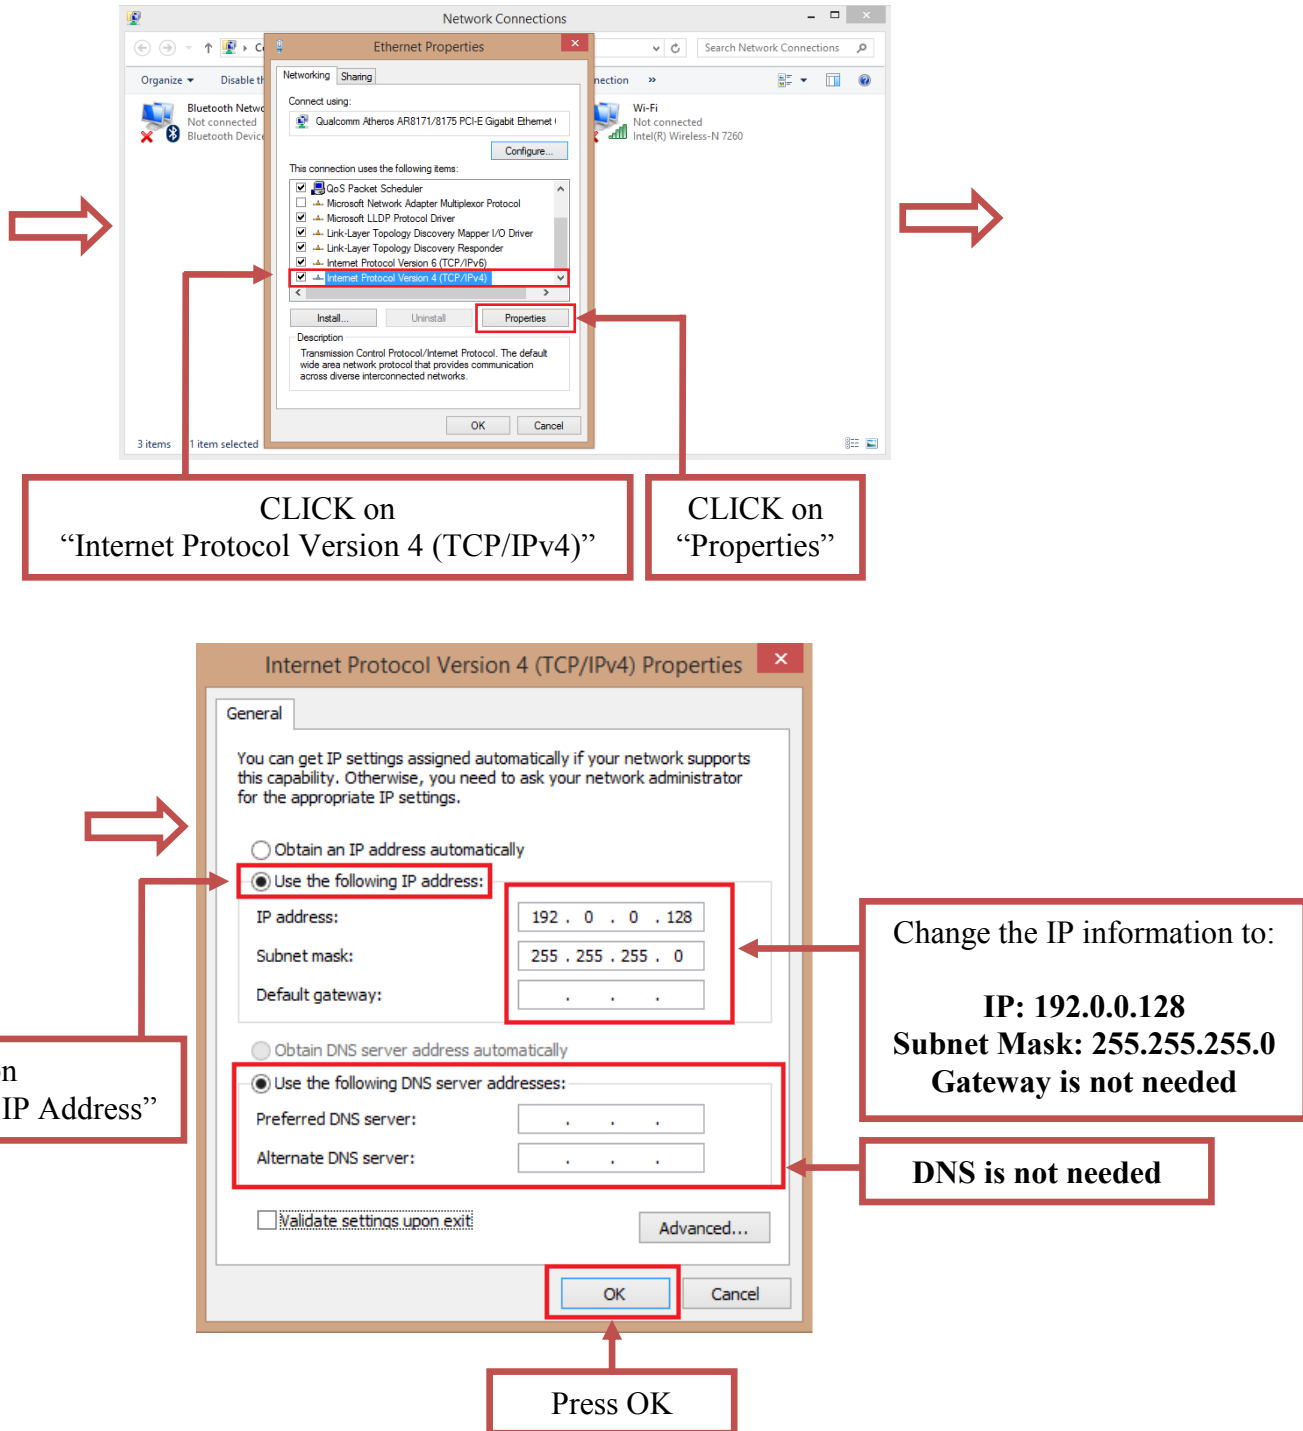 Network Connections
Ethernet Properties
Search Network Connections
Organize
Disable th
nection
»
Networking
Sharing
Connect using:
Qualcomm Atheros AR8171/8175 PCI-E Gigabit Ethernet
Configure...
This connection uses the following items:
QoS Packet Scheduler
Microsoft Network Adapter Multiplexor Protocol
Microsoft LLDP Protocol Driver
Link-Layer Topology Discovery Mapper I/O Driver
Link-Layer Topology Discovery Responder
Internet Protocol Version 6 (TCP/IPv6)
Internet Protocol Version 4 (TCP/IPv4)
Install...
Uninstall
Properties
Description
Transmission Control Protocol/Internet Protocol. The default
wide area network protocol that provides communication
across diverse interconnected networks.
OK
Cancel
Bluetooth Netwo
Not connected
Bluetooth Device
Wi-Fi
Not connected
Intel(R) Wireless-N 7260
3 items
1 item selected
CLICK on
“Internet Protocol Version 4 (TCP/IPv4)”
CLICK on
“Properties”
Internet Protocol Version 4 (TCP/IPv4) Properties
General
You can get IP settings assigned automatically if your network supports
this capability. Otherwise, you need to ask your network administrator
for the appropriate IP settings.
Obtain an IP address automatically
Use the following IP address:
IP address:
192 . 0 . 0 . 128
Subnet mask:
255 . 255 . 255 . 0
Default gateway:
. . .
Obtain DNS server address automatically
Use the following DNS server addresses:
Preferred DNS server:
. . .
Alternate DNS server:
. . .
Validate settings upon exit
Advanced...
OK
Cancel
IP Address”
Change the IP information to:
IP: 192.0.0.128
Subnet Mask: 255.255.255.0
Gateway is not needed
DNS is not needed
Press OK